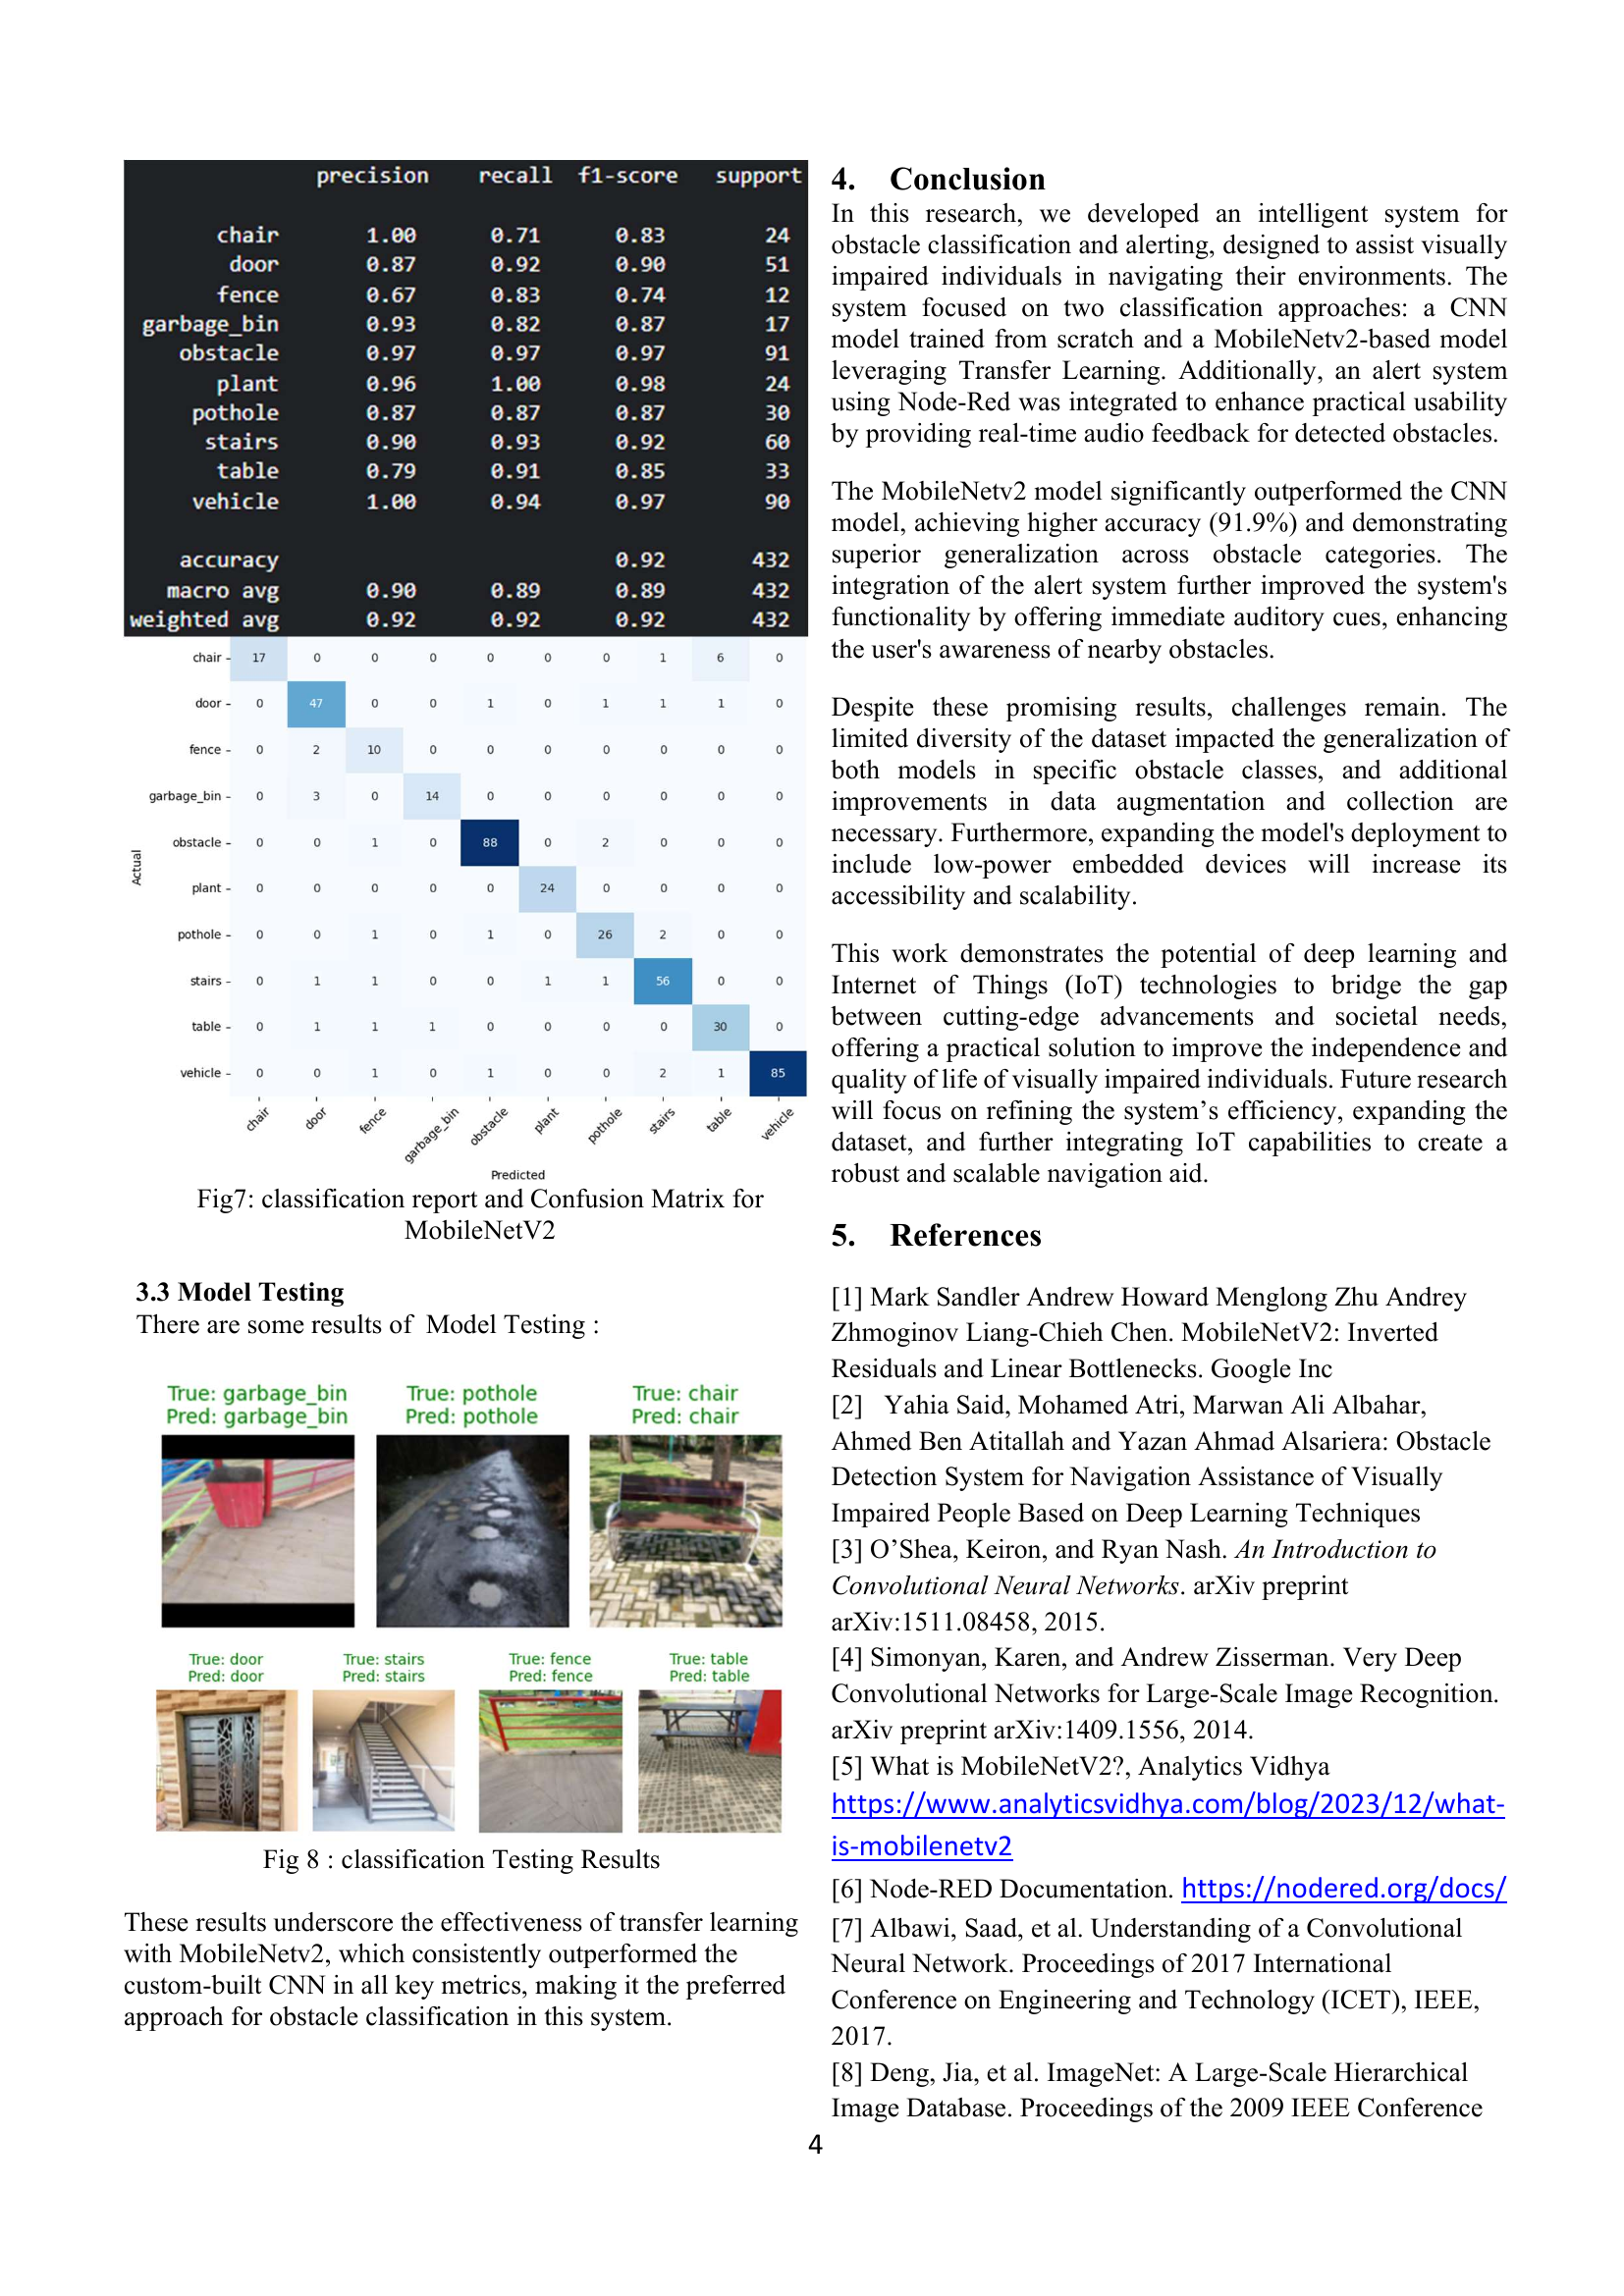 precision recall f1-score support
chair 1.00 0.71 0.83 24
door 0.87 0.92 0.90 51
fence 0.67 0.83 0.74 12
garbage_bin 0.93 0.82 0.87 17
obstacle 0.97 0.97 0.97 91
plant 0.96 1.00 0.98 24
pothole 0.87 0.87 0.87 30
stairs 0.90 0.93 0.92 60
table 0.79 0.91 0.85 33
vehicle 1.00 0.94 0.97 90
accuracy 0.92 432
macro avg 0.90 0.89 0.89 432
weighted avg 0.92 0.92 0.92 432
Actual
chair 17 0 0 0 0 0 0 1 6 0
door 0 47 0 0 1 0 1 1 1 0
fence 0 2 10 0 0 0 0 0 0 0
garbage_bin 0 3 0 14 0 0 0 0 0 0
obstacle 0 0 1 0 88 0 2 0 0 0
plant 0 0 0 0 0 24 0 0 0 0
pothole 0 0 1 0 1 0 26 2 0 0
stairs 0 1 1 0 0 1 1 56 0 0
table 0 1 1 1 0 0 0 0 30 0
vehicle 0 0 1 0 1 0 0 2 1 85
chair door fence garbage_bin obstacle plant pothole stairs table vehicle
Predicted
Fig7: classification report and Confusion Matrix for
MobileNetV2
3.3 Model Testing
There are some results of Model Testing :
True: garbage_bin True: pothole True: chair
Pred: garbage_bin Pred: pothole Pred: chair
True: door True: stairs True: fence True: table
Pred: door Pred: stairs Pred: fence Pred: table
Fig 8 : classification Testing Results
These results underscore the effectiveness of transfer learning
with MobileNetv2, which consistently outperformed the
custom-built CNN in all key metrics, making it the preferred
approach for obstacle classification in this system.
4. Conclusion
In this research, we developed an intelligent system for
obstacle classification and alerting, designed to assist visually
impaired individuals in navigating their environments. The
system focused on two classification approaches: a CNN
model trained from scratch and a MobileNetv2-based model
leveraging Transfer Learning. Additionally, an alert system
using Node-Red was integrated to enhance practical usability
by providing real-time audio feedback for detected obstacles.
The MobileNetv2 model significantly outperformed the CNN
model, achieving higher accuracy (91.9%) and demonstrating
superior generalization across obstacle categories. The
integration of the alert system further improved the system's
functionality by offering immediate auditory cues, enhancing
the user's awareness of nearby obstacles.
Despite these promising results, challenges remain. The
limited diversity of the dataset impacted the generalization of
both models in specific obstacle classes, and additional
improvements in data augmentation and collection are
necessary. Furthermore, expanding the model's deployment to
include low-power embedded devices will increase its
accessibility and scalability.
This work demonstrates the potential of deep learning and
Internet of Things (IoT) technologies to bridge the gap
between cutting-edge advancements and societal needs,
offering a practical solution to improve the independence and
quality of life of visually impaired individuals. Future research
will focus on refining the system’s efficiency, expanding the
dataset, and further integrating IoT capabilities to create a
robust and scalable navigation aid.
5. References
[1] Mark Sandler Andrew Howard Menglong Zhu Andrey
Zhmoginov Liang-Chieh Chen. MobileNetV2: Inverted
Residuals and Linear Bottlenecks. Google Inc
[2] Yahia Said, Mohamed Atri, Marwan Ali Albahar,
Ahmed Ben Atitallah and Yazan Ahmad Alsariera: Obstacle
Detection System for Navigation Assistance of Visually
Impaired People Based on Deep Learning Techniques
[3] O’Shea, Keiron, and Ryan Nash. An Introduction to
Convolutional Neural Networks. arXiv preprint
arXiv:1511.08458, 2015.
[4] Simonyan, Karen, and Andrew Zisserman. Very Deep
Convolutional Networks for Large-Scale Image Recognition.
arXiv preprint arXiv:1409.1556, 2014.
[5] What is MobileNetV2?, Analytics Vidhya
https://www.analyticsvidhya.com/blog/2023/12/what-
is-mobilenetv2
[6] Node-RED Documentation. https://nodered.org/docs/
[7] Albawi, Saad, et al. Understanding of a Convolutional
Neural Network. Proceedings of 2017 International
Conference on Engineering and Technology (ICET), IEEE,
2017.
[8] Deng, Jia, et al. ImageNet: A Large-Scale Hierarchical
Image Database. Proceedings of the 2009 IEEE Conference
4